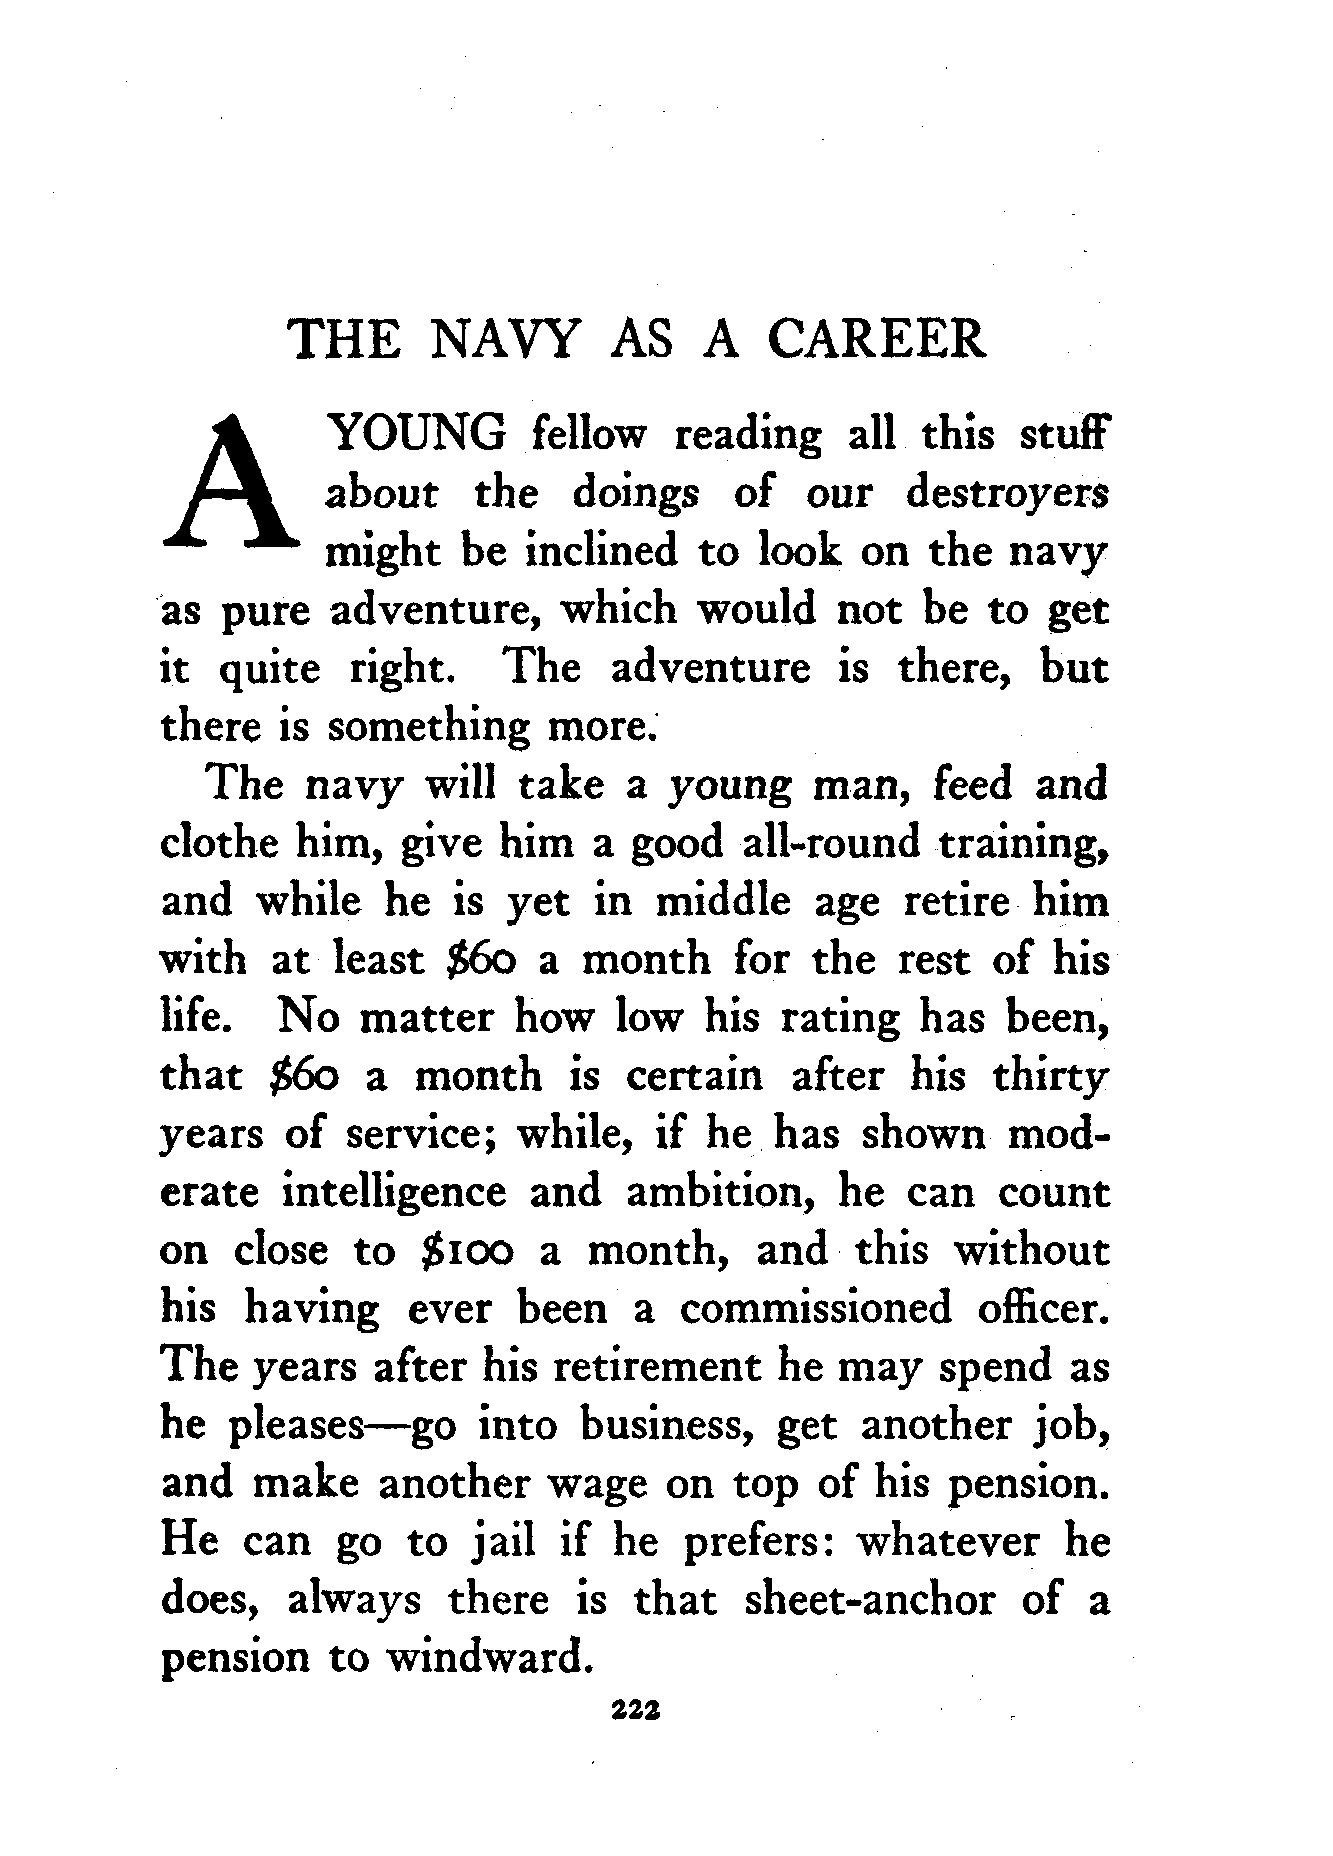 THE NAVY AS A CAREER
A YOUNG fellow reading all this stuff
about the doings of our destroyers
might be inclined to look on the navy
as pure adventure, which would not be to get
it quite right. The adventure is there, but
there is something more.
The navy will take a young man, feed and
clothe him, give him a good all-round training,
and while he is yet in middle age retire him
with at least $60 a month for the rest of his
life. No matter how low his rating has been,
that $60 a month is certain after his thirty
years of service; while, if he has shown mod-
erate intelligence and ambition, he can count
on close to $100 a month, and this without
his having ever been a commissioned officer.
The years after his retirement he may spend as
he pleases—go into business, get another job,
and make another wage on top of his pension.
He can go to jail if he prefers: whatever he
does, always there is that sheet-anchor of a
pension to windward.
222